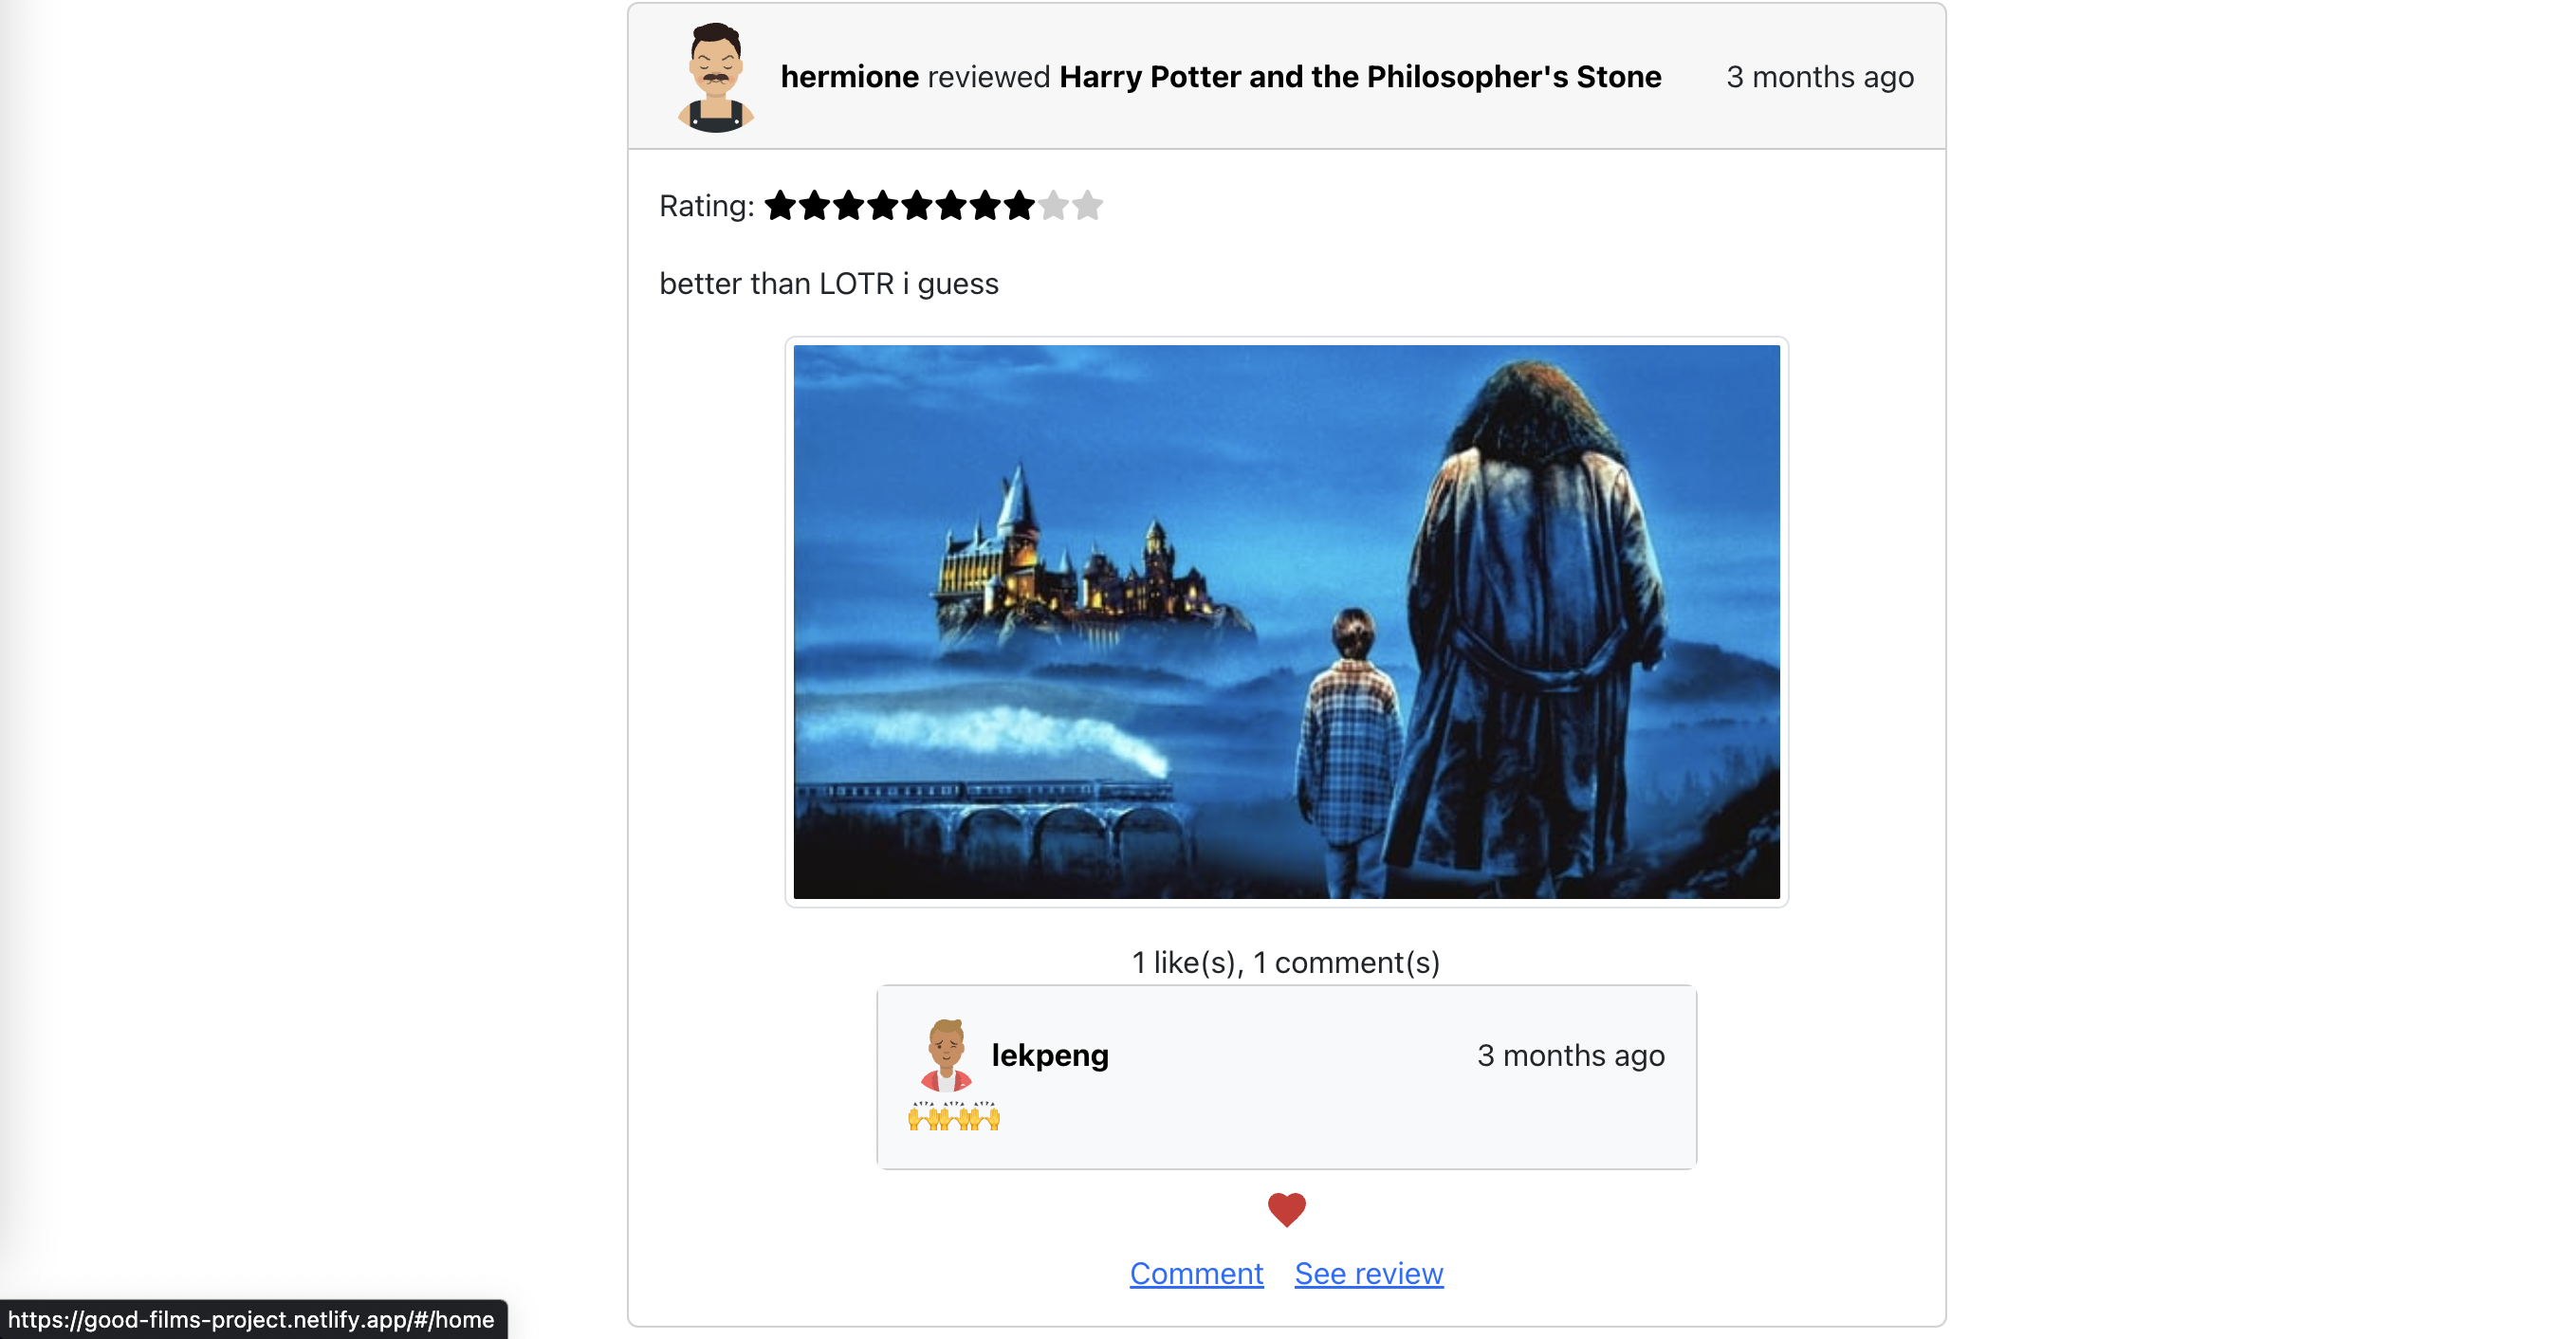 hermione reviewed Harry Potter and the Philosopher's Stone 3 months ago
Rating:
better than LOTR i guess
1 like(s), 1 comment(s)
lekpeng 3 months ago
🙌🙌🙌
Comment See review
https://good-films-project.netlify.app/#/home